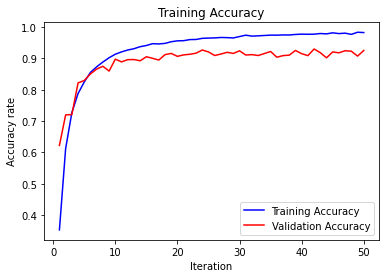 Training Accuracy
Accuracy rate
1.0
0.9
0.8
0.7
0.6
0.5
0.4
0
10
20
30
40
50
Iteration
Training Accuracy
Validation Accuracy